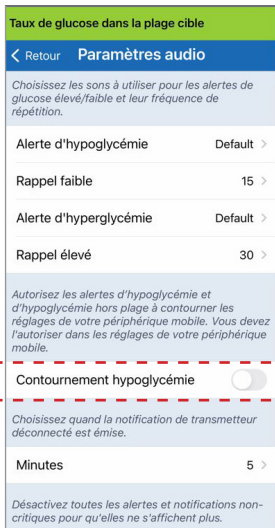 Taux de glucose dans la plage cible
Retour Paramètres audio
Choisissez les sons à utiliser pour les alertes de
glucose élevé/faible et leur fréquence de
répétition.
Alerte d'hypoglycémie Default
Rappel faible 15
Alerte d'hyperglycémie Default
Rappel élevé 30
Autorisez les alertes d'hypoglycémie et
d'hypoglycémie hors plage à contourner les
réglages de votre périphérique mobile. Vous devez
l'autoriser dans les réglages de votre périphérique
mobile.
Contournement hypoglycémie
Choisissez quand la notification de transmetteur
déconnecté est émise.
Minutes 5
Désactivez toutes les alertes et notifications non-
critiques pour qu'elles ne s'affichent plus.